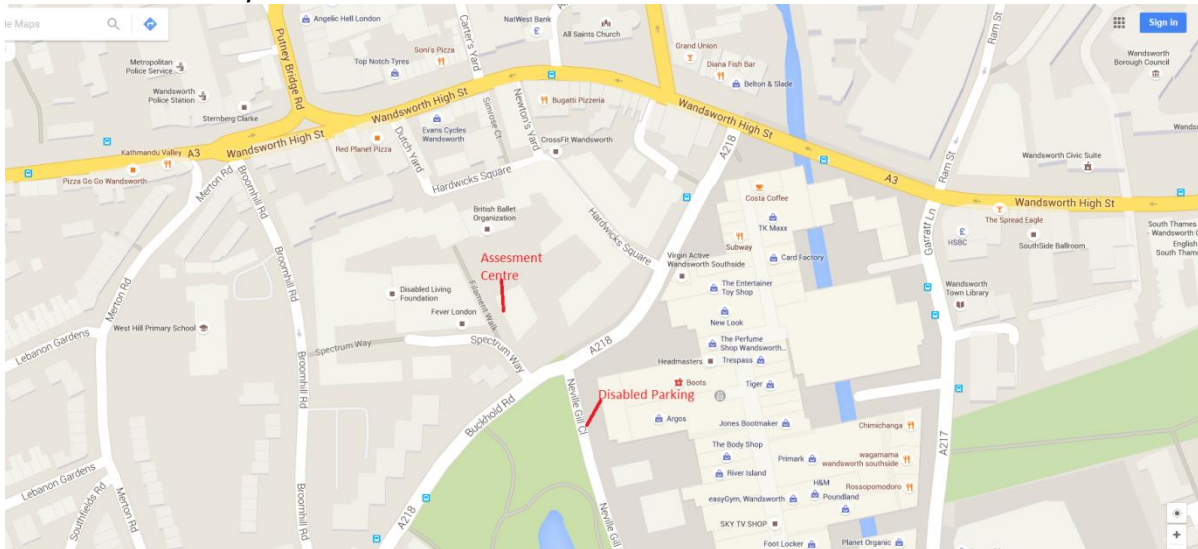 le Maps
Sign in
Angelic Hell London
NatWest Bank
All Saints Church
Carter's Yard
Ram St
Grand Union
Metropolitan
Police Service
Soni's Pizza
Top Notch Tyres
Diana Fish Bar
Belton & Slade
Wandsworth
Borough Council
Wandsworth
Police Station
Putney Bridge Rd
Sternberg Clarke
Wandsworth High St
Bugatti Pizzeria
Wandsworth High St
Simrose Ct
Newton's Yard
Evans Cycles
Wandsworth
Dutch Yard
Red Planet Pizza
CrossFit Wandsworth
A218
Wandsworth High St
Kathmandu Valley
A3
Pizza Go Go Wandsworth
Merton Rd
Broomhill Rd
Hardwicks Square
Wandsworth Civic Suite
Ram St
A3
Wandsworth High St
Costa Coffee
TK Maxx
The Spread Eagle
HSBC
SouthSide Ballroom
South Thames
British Ballet
Organization
Hardwicks Square
Garratt Ln
Subway
Card Factory
Virgin Active
Wandsworth Southside
Assesment
Centre
Broomhill Rd
Disabled Living
Foundation
Filament Walk
Fever London
The Entertainer
Toy Shop
New Look
Wandsworth
Town Library
Merton Rd
West Hill Primary School
Lebanon Gardens
Spectrum Way
Spectrum Way
A218
The Perfume
Shop Wandsworth...
Headmasters
Trespass
Boots
Tiger
Disabled Parking
Neville Gill Cl
Buckhold Rd
Broomhill Rd
Argos
Jones Bootmaker
Chimichanga
The Body Shop
A217
Primark
wagamama
wandsworth southside
River Island
H&M
Poundland
Rossopomodoro
easyGym, Wandsworth
Lebanon Gardens
Southfields Rd
Merton Rd
A218
Neville Gill Cl
SKY TV SHOP
Foot Locker
Planet Organic